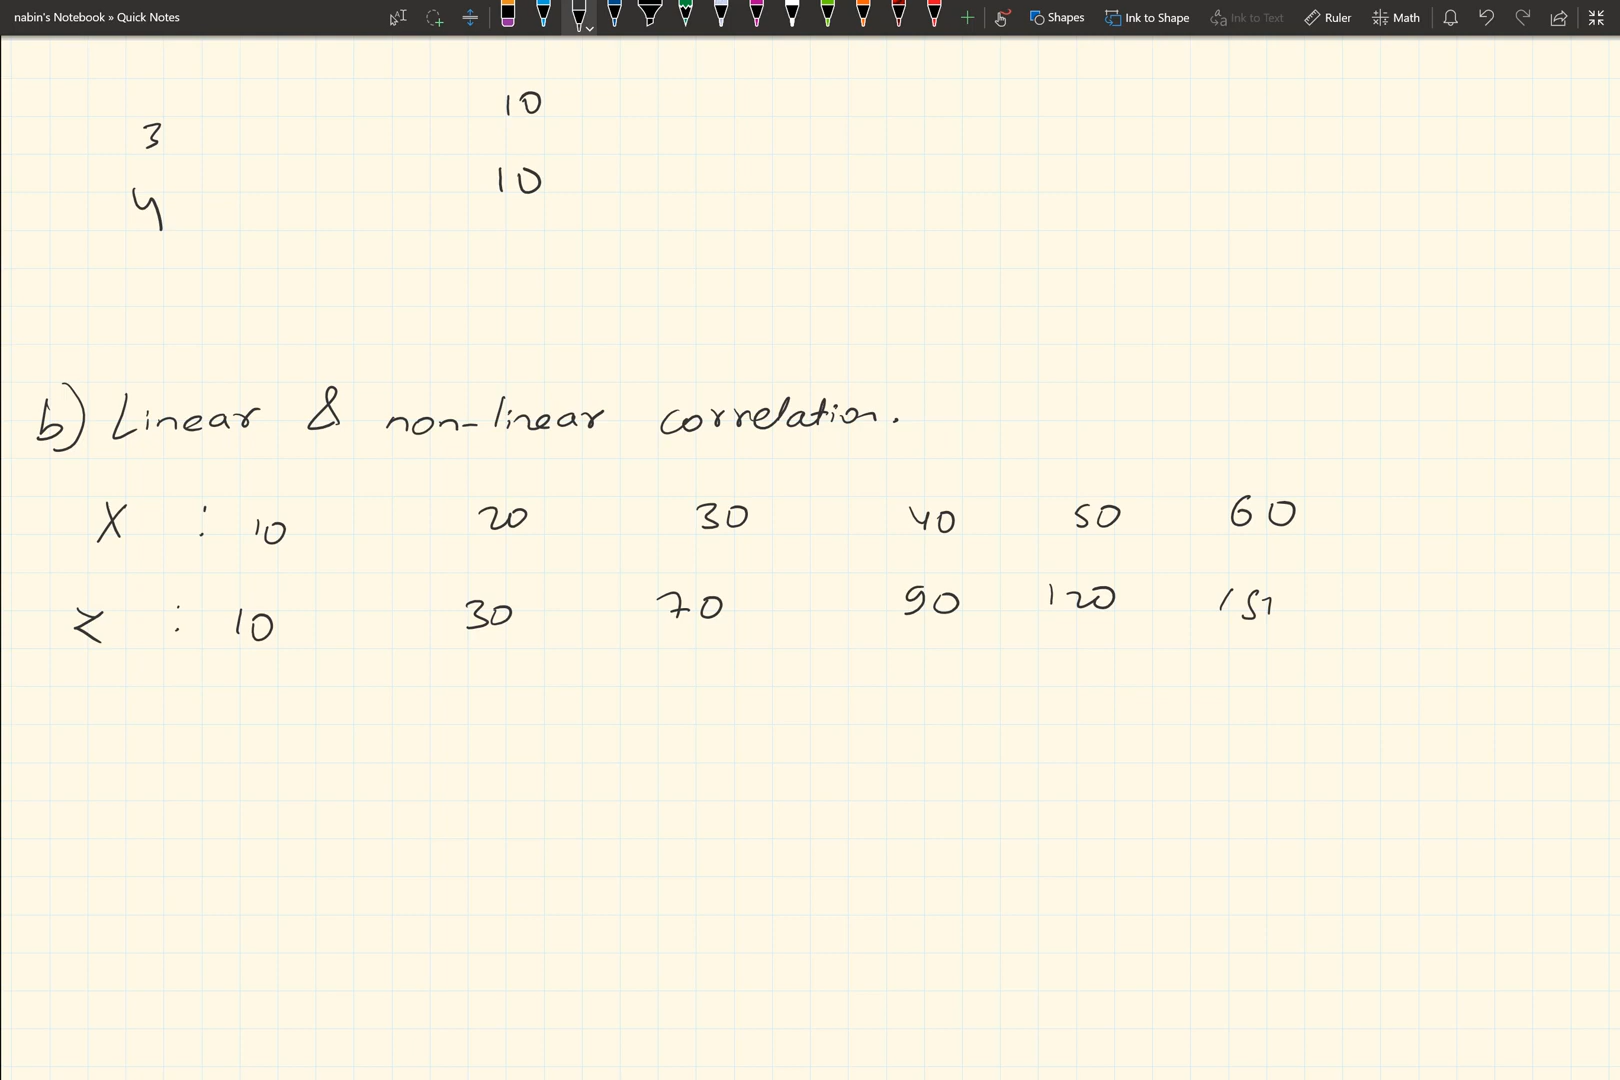 nabin's Notebook » Quick Notes Shapes Ink to Shape Ink to Text Ruler Math
10
3
10
4
b) Linear & non-linear correlation.
X : 10 20 30 40 50 60
: 10 30 70 90 120